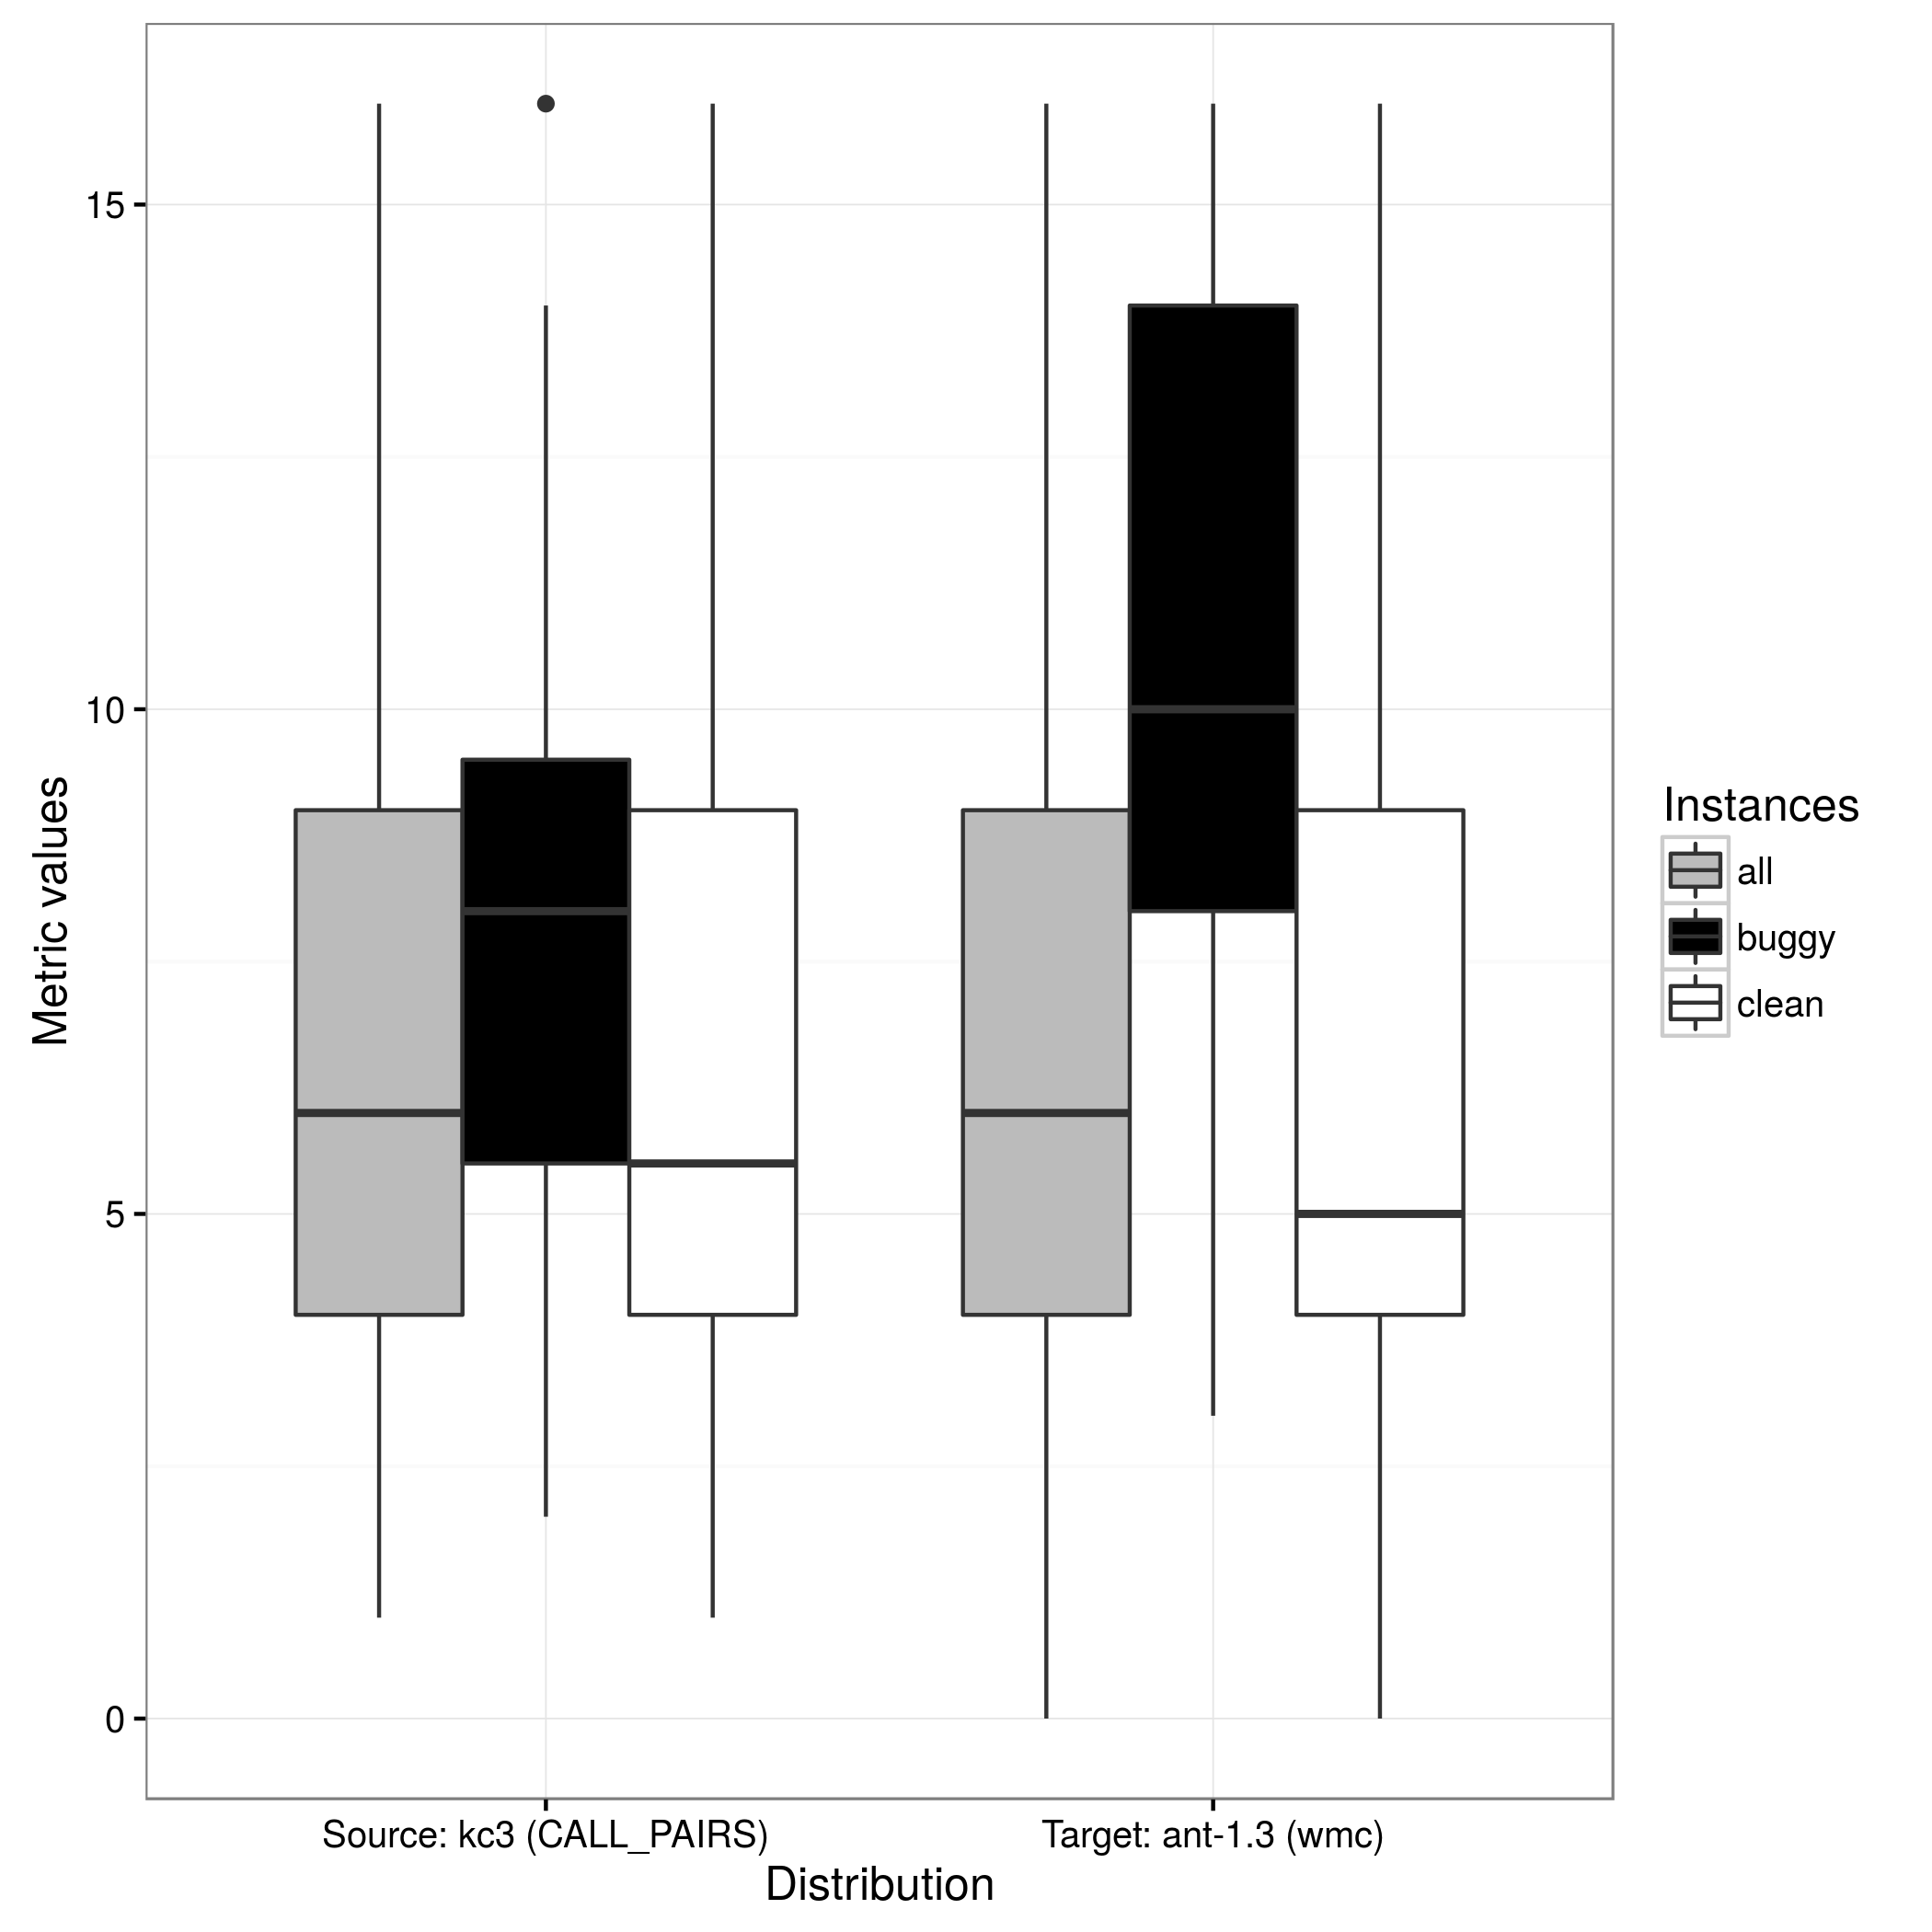 15
10
5
0
Metric values
Source: kc3 (CALL_PAIRS)
Target: ant-1.3 (wmc)
Distribution
Instances
all
buggy
clean